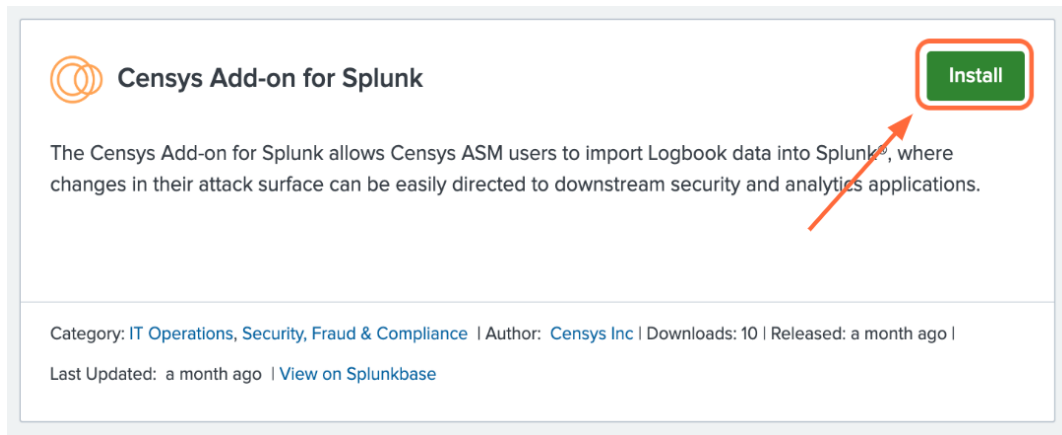 Censys Add-on for Splunk
Install
The Censys Add-on for Splunk allows Censys ASM users to import Logbook data into Splunk®, where
changes in their attack surface can be easily directed to downstream security and analytics applications.
Category: IT Operations, Security, Fraud & Compliance | Author: Censys Inc | Downloads: 10 | Released: a month ago |
Last Updated: a month ago | View on Splunkbase